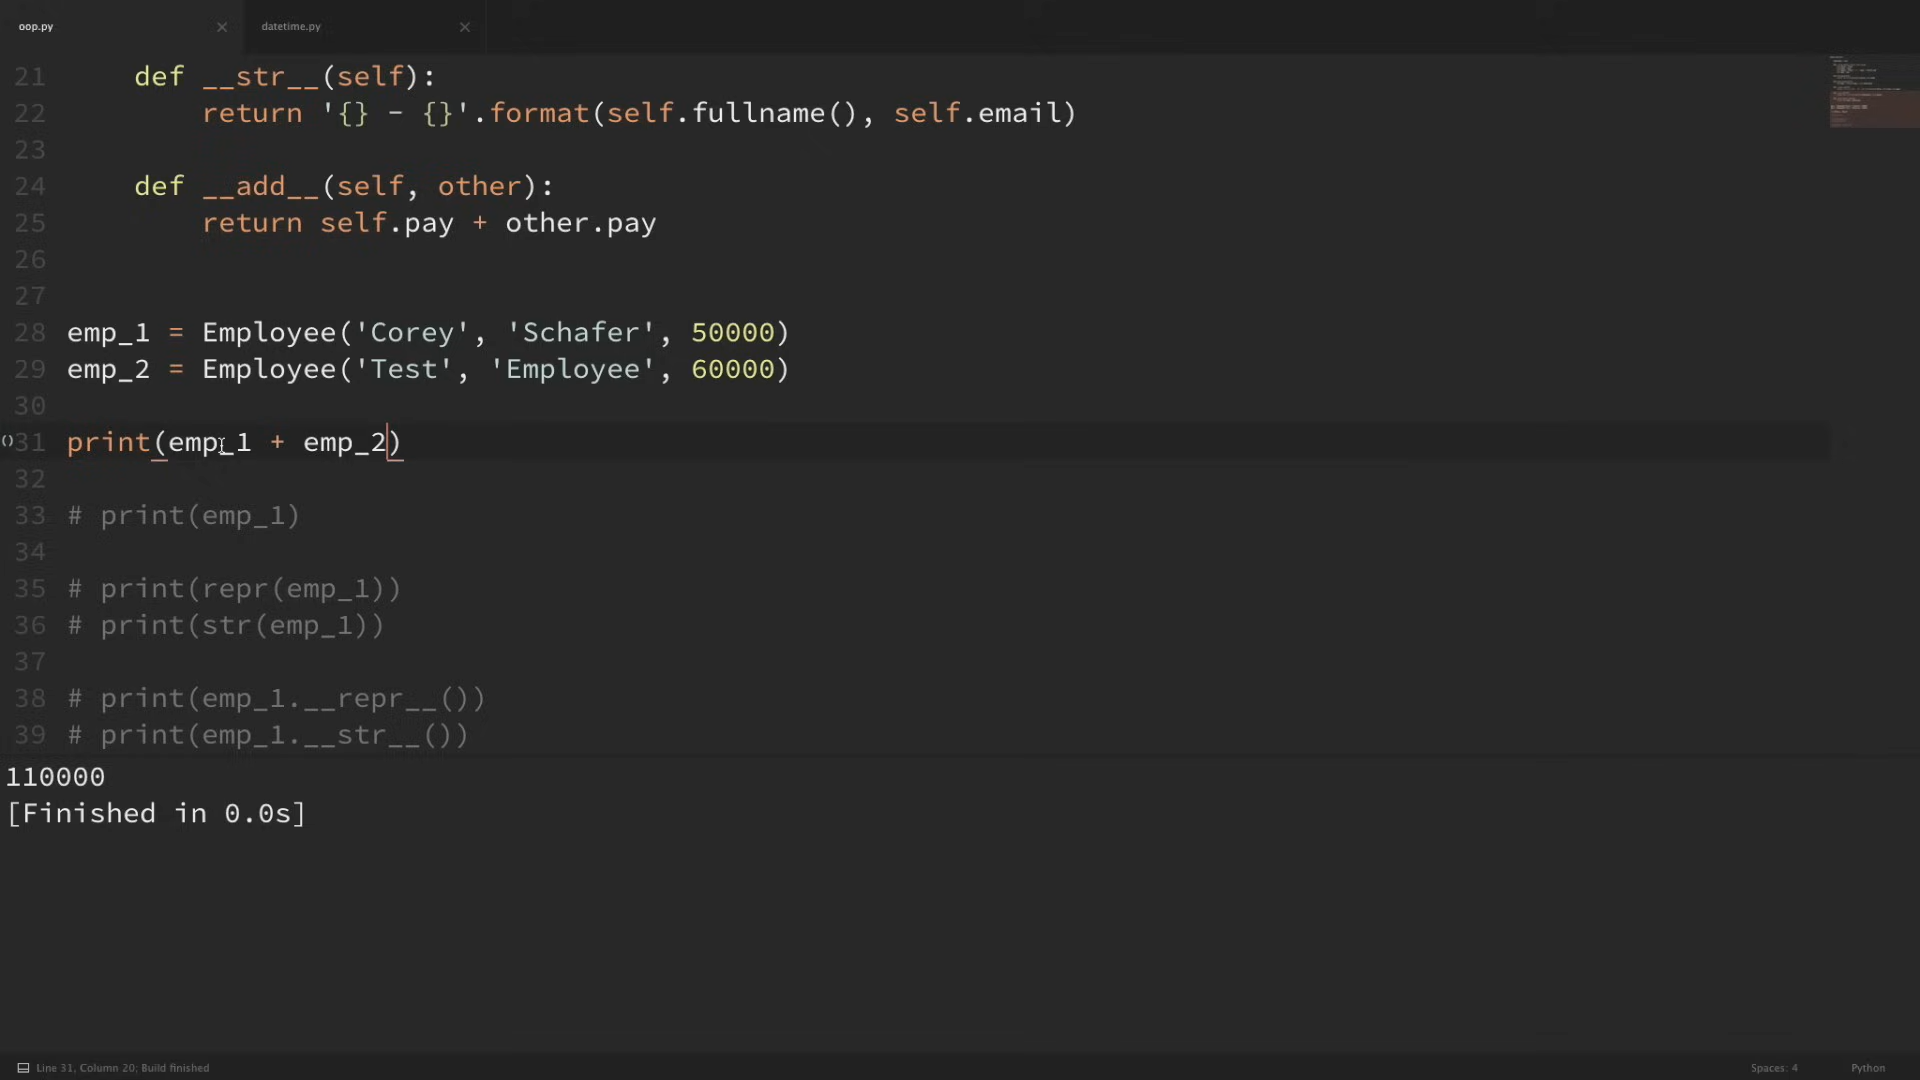 oop.py
datetime.py
21 def __str__(self):
22 return '{} - {}'.format(self.fullname(), self.email)
23
24 def __add__(self, other):
25 return self.pay + other.pay
26
27
28 emp_1 = Employee('Corey', 'Schafer', 50000)
29 emp_2 = Employee('Test', 'Employee', 60000)
30
31 print(emp_1 + emp_2)
32
33 # print(emp_1)
34
35 # print(repr(emp_1))
36 # print(str(emp_1))
37
38 # print(emp_1.__repr__())
39 # print(emp_1.__str__())
110000
[Finished in 0.0s]
Line 31, Column 20; Build finished
Spaces: 4
Python